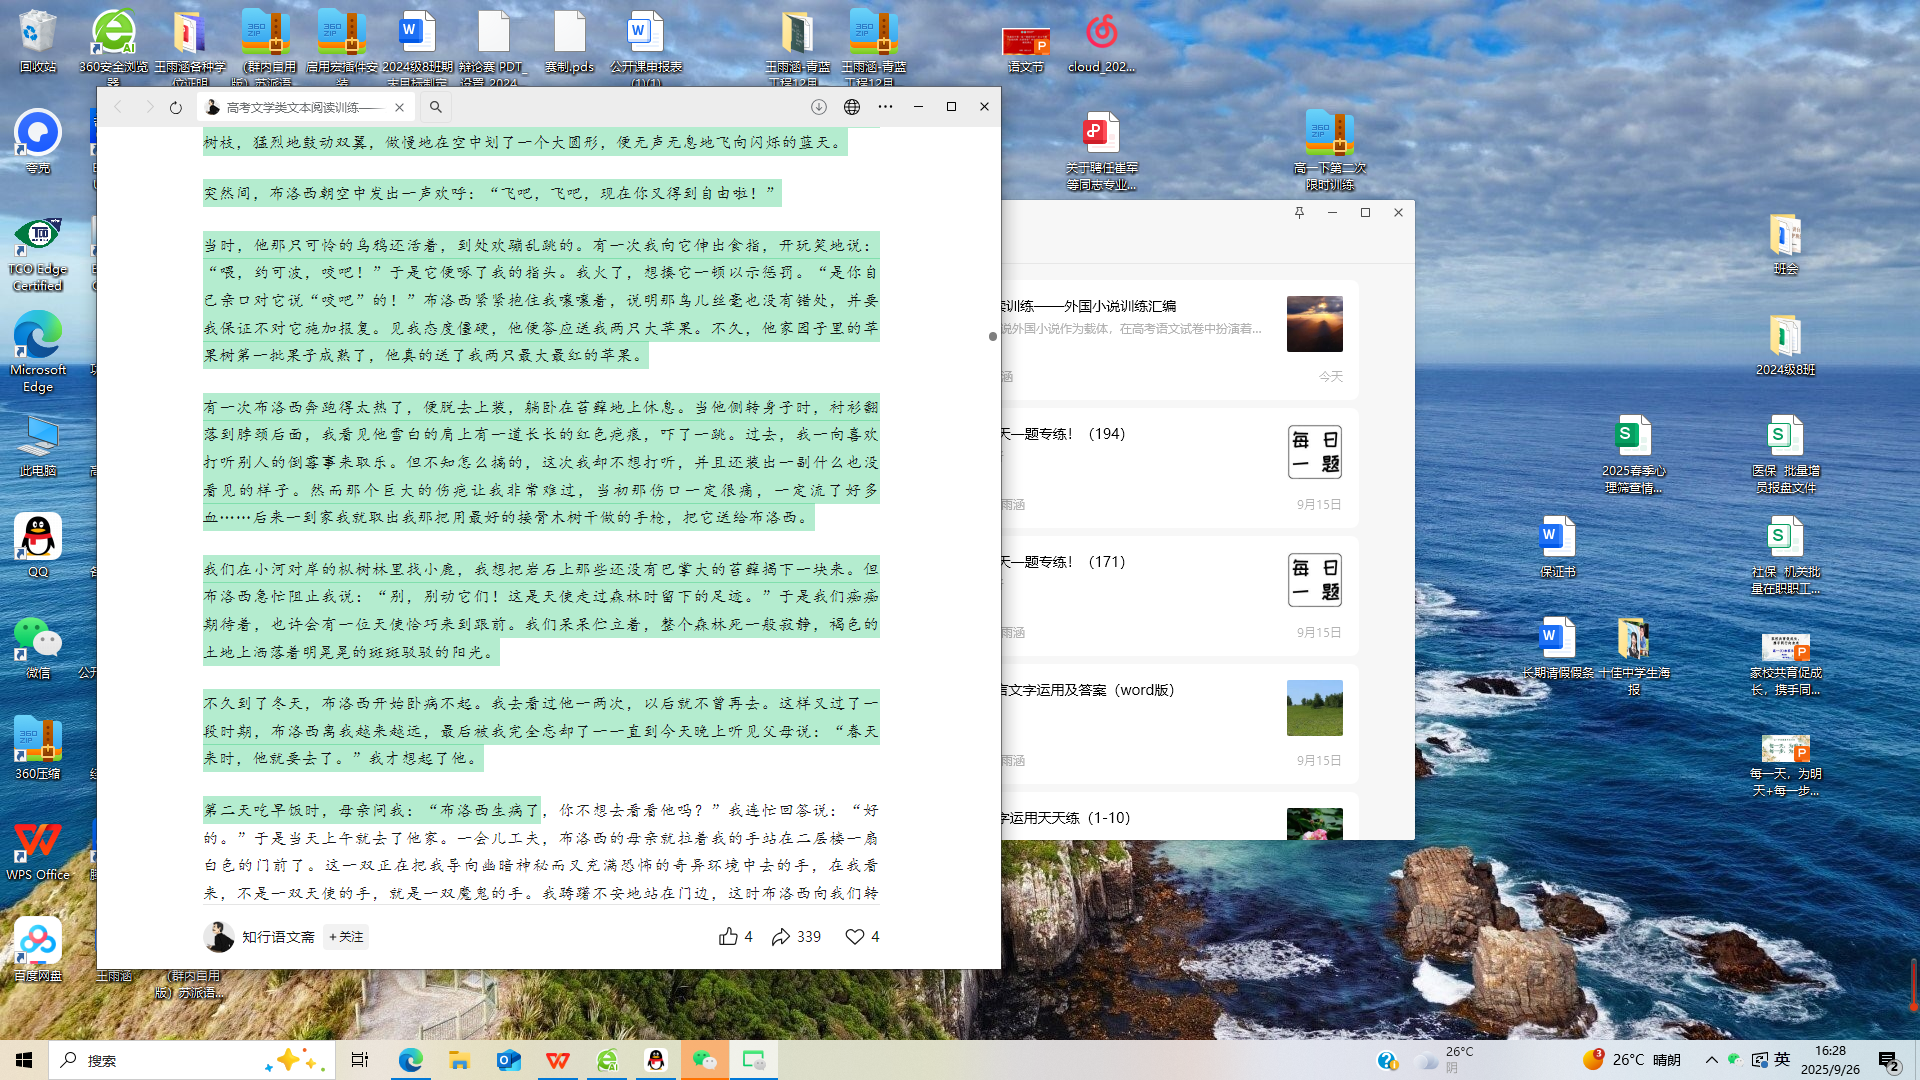 回收站
360安全浏览器
王雨涵各种学
位证明
（群内自用
版）苏派语...
启用宏插件安
装
2024级8班期
末目标制定
辩论赛 PDT_
设置 2024
赛制.pds
公开课申报表
(1)(1)
王雨涵-青蓝
工程12月
王雨涵-青蓝
工程12月
语文节
cloud_202...
夸克
TCO Edge
Certified
Microsoft
Edge
此电脑
QQ
微信
360压缩
WPS Office
百度网盘
王雨涵
（群内自用
版）苏派语...
关于聘任崔军
等同志专业...
高一下第二次
限时训练
班会
2024级8班
2025春季心
理筛查情...
医保_批量增
员报盘文件
保证书
社保_机关批
量在职职工...
长期请假假条
十佳中学生海
报
家校共育促成
长，携手同...
每一天，为明
天+每一步...
高考文学类文本阅读训练——
树枝，猛烈地鼓动双翼，傲慢地在空中划了一个大圆形，便无声无息地飞向闪烁的蓝天。
突然间，布洛西朝空中发出一声欢呼：“飞吧，飞吧，现在你又得到自由啦！”
当时，他那只可怜的乌鸦还活着，到处欢蹦乱跳的。有一次我向它伸出食指，开玩笑地说：
“喂，约可波，咬吧！”于是它便啄了我的指头。我火了，想揍它一顿以示惩罚。“是你自
己亲口对它说“咬吧”的！”布洛西紧紧抱住我嚷嚷着，说明那鸟儿丝毫也没有错处，并要
我保证不对它施加报复。见我态度僵硬，他便答应送我两只大苹果。不久，他家园子里的苹
果树第一批果子成熟了，他真的送了我两只最大最红的苹果。
有一次布洛西奔跑得太热了，便脱去上装，躺卧在苔藓地上休息。当他侧转身子时，衬衫翻
落到脖颈后面，我看见他雪白的肩上有一道长长的红色疤痕，吓了一跳。过去，我一向喜欢
打听别人的倒霉事来取乐。但不知怎么搞的，这次我却不想打听，并且还装出一副什么也没
看见的样子。然而那个巨大的伤疤让我非常难过，当初那伤口一定很痛，一定流了好多
血……后来一到家我就取出我那把用最好的接骨木树干做的手枪，把它送给布洛西。
我们在小河对岸的枞树林里找小鹿，我想把岩石上那些还没有巴掌大的苔藓揭下一块来。但
布洛西急忙阻止我说：“别，别动它们！这是天使走过森林时留下的足迹。”于是我们痴痴
期待着，也许会有一位天使恰巧来到跟前。我们呆呆伫立着，整个森林死一般寂静，褐色的
土地上洒落着明晃晃的斑斑驳驳的阳光。
不久到了冬天，布洛西开始卧病不起。我去看过他一两次，以后就不曾再去。这样又过了一
段时期，布洛西离我越来越远，最后被我完全忘却了一一直到今天晚上听见父母说：“春天
来时，他就要去了。”我才想起了他。
第二天吃早饭时，母亲问我：“布洛西生病了，你不想去看看他吗？”我连忙回答说：“好
的。”于是当天上午就去了他家。一会儿工夫，布洛西的母亲就拉着我的手站在二层楼一扇
白色的门前了。这一双正在把我导向幽暗神秘而又充满恐怖的奇异环境中去的手，在我看
来，不是一双天使的手，就是一双魔鬼的手。我踌躇不安地站在门边，这时布洛西向我们转
知行语文斋
+关注
4
339
4
读训练——外国小说训练汇编
说外国小说作为载体，在高考语文试卷中扮演着...
涵
今天
天一题专练！（194）
雨涵
9月15日
每日
一题
天一题专练！（171）
雨涵
9月15日
每日
一题
言文字运用及答案（word版）
雨涵
9月15日
字运用天天练（1-10）
搜索
26°C
阴
3
26°C 晴朗
英
16:28
2025/9/26
2